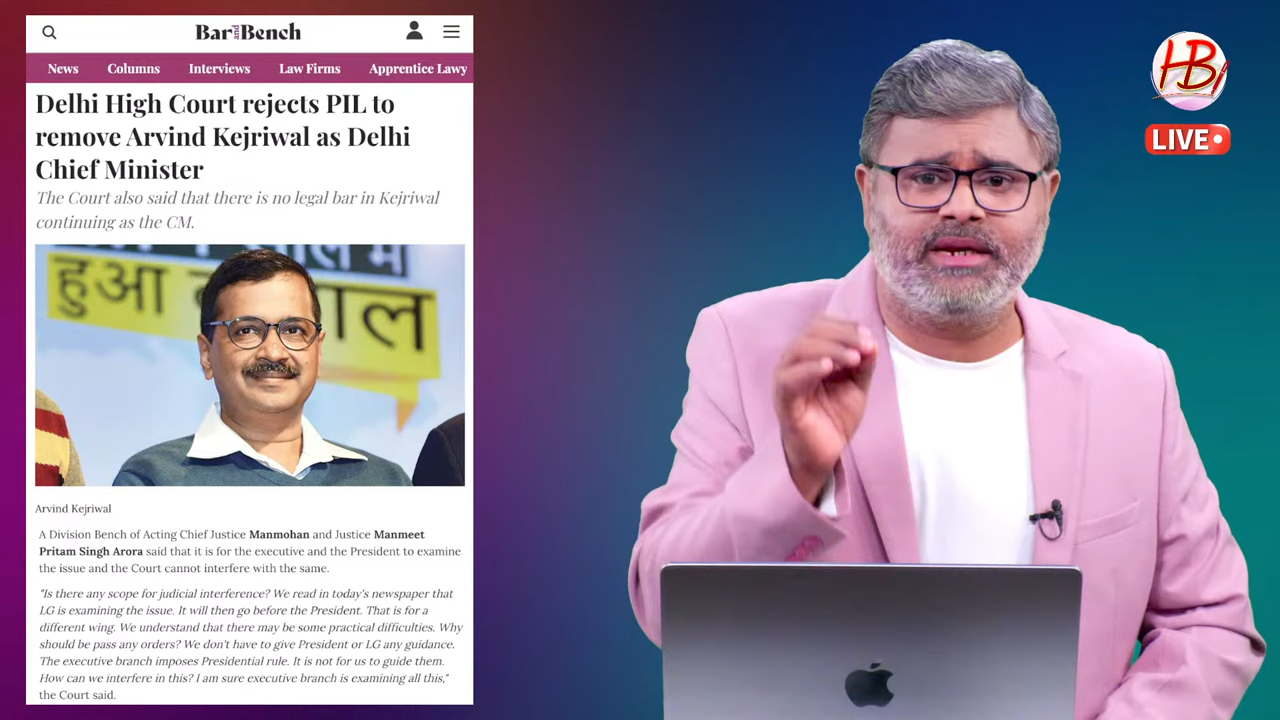 Bar and Bench
News Columns Interviews Law Firms Apprentice Lawy
Delhi High Court rejects PIL to
remove Arvind Kejriwal as Delhi
Chief Minister
The Court also said that there is no legal bar in Kejriwal
continuing as the CM.
हुआ
Arvind Kejriwal
A Division Bench of Acting Chief Justice Manmohan and Justice Manmeet
Pritam Singh Arora said that it is for the executive and the President to examine
the issue and the Court cannot interfere with the same.
"Is there any scope for judicial interference? We read in today's newspaper that
LG is examining the issue. It will then go before the President. That is for a
different wing. We understand that there may be some practical difficulties. Why
should be pass any orders? We don't have to give President or LG any guidance.
The executive branch imposes Presidential rule. It is not for us to guide them.
How can we interfere in this? I am sure executive branch is examining all this,"
the Court said.
HB
LIVE